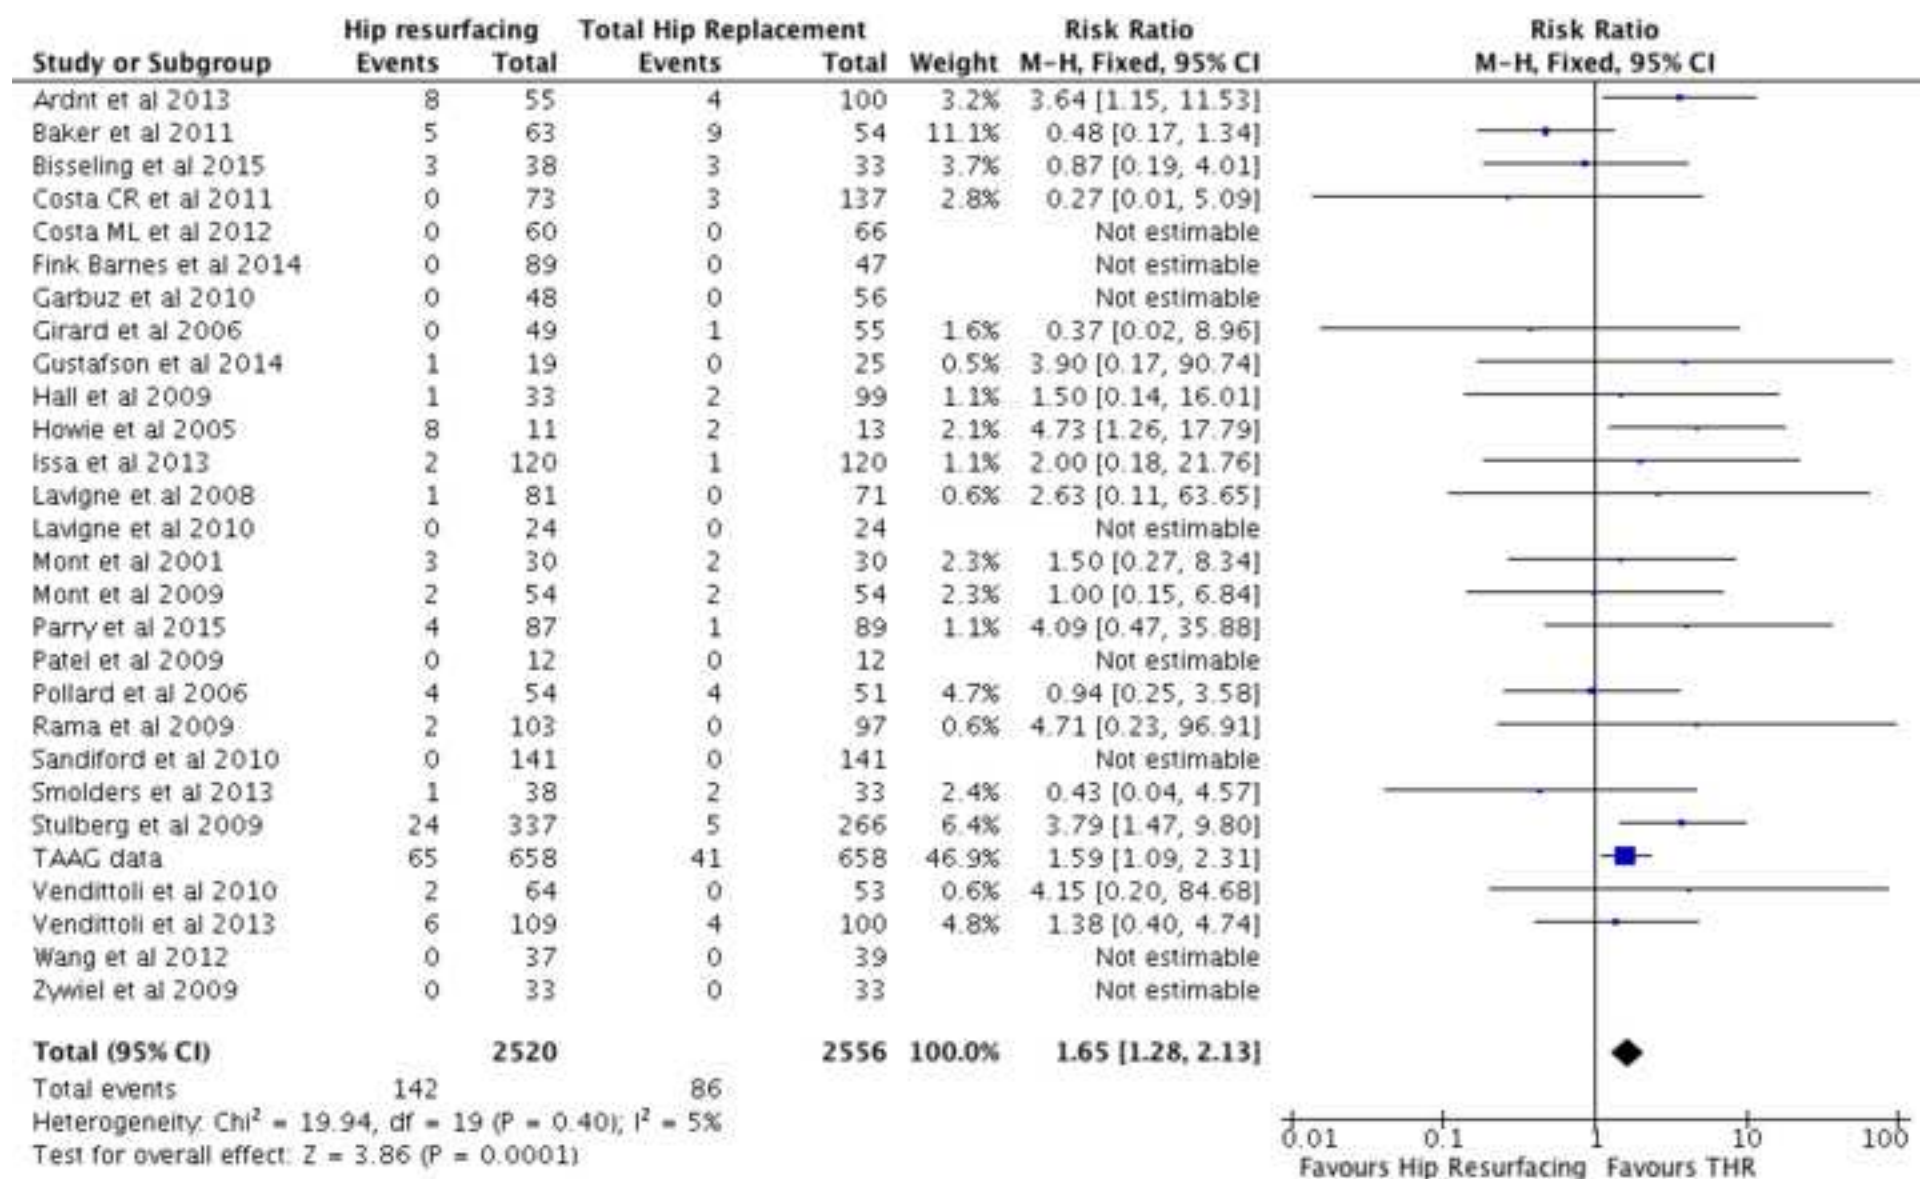 Hip resurfacing Total Hip Replacement Risk Ratio Risk Ratio
Study or Subgroup Events Total Events Total Weight M-H, Fixed, 95% CI M-H, Fixed, 95% CI
Ardnt et al 2013 8 55 4 100 3.2% 3.64 [1.15, 11.53]
Baker et al 2011 5 63 9 54 11.1% 0.48 [0.17, 1.34]
Bisseling et al 2015 3 38 3 33 3.7% 0.87 [0.19, 4.01]
Costa CR et al 2011 0 73 3 137 2.8% 0.27 [0.01, 5.09]
Costa ML et al 2012 0 60 0 66 Not estimable
Fink Barnes et al 2014 0 89 0 47 Not estimable
Garbuz et al 2010 0 48 0 56 Not estimable
Girard et al 2006 0 49 1 55 1.6% 0.37 [0.02, 8.96]
Gustafson et al 2014 1 19 0 25 0.5% 3.90 [0.17, 90.74]
Hall et al 2009 1 33 2 99 1.1% 1.50 [0.14, 16.01]
Howie et al 2005 8 11 2 13 2.1% 4.73 [1.26, 17.79]
Issa et al 2013 2 120 1 120 1.1% 2.00 [0.18, 21.76]
Lavigne et al 2008 1 81 0 71 0.6% 2.63 [0.11, 63.65]
Lavigne et al 2010 0 24 0 24 Not estimable
Mont et al 2001 3 30 2 30 2.3% 1.50 [0.27, 8.34]
Mont et al 2009 2 54 2 54 2.3% 1.00 [0.15, 6.84]
Parry et al 2015 4 87 1 89 1.1% 4.09 [0.47, 35.88]
Patel et al 2009 0 12 0 12 Not estimable
Pollard et al 2006 4 54 4 51 4.7% 0.94 [0.25, 3.58]
Rama et al 2009 2 103 0 97 0.6% 4.71 [0.23, 96.91]
Sandiford et al 2010 0 141 0 141 Not estimable
Smolders et al 2013 1 38 2 33 2.4% 0.43 [0.04, 4.57]
Stulberg et al 2009 24 337 5 266 6.4% 3.79 [1.47, 9.80]
TAAG data 65 658 41 658 46.9% 1.59 [1.09, 2.31]
Vendittoli et al 2010 2 64 0 53 0.6% 4.15 [0.20, 84.68]
Vendittoli et al 2013 6 109 4 100 4.8% 1.38 [0.40, 4.74]
Wang et al 2012 0 37 0 39 Not estimable
Zywiel et al 2009 0 33 0 33 Not estimable
Total (95% CI) 2520 2556 100.0% 1.65 [1.28, 2.13]
Total events 142 86
Heterogeneity: Chi² = 19.94, df = 19 (P = 0.40); I² = 5%
Test for overall effect: Z = 3.86 (P = 0.0001)
0.01 0.1 1 10 100
Favours Hip Resurfacing Favours THR